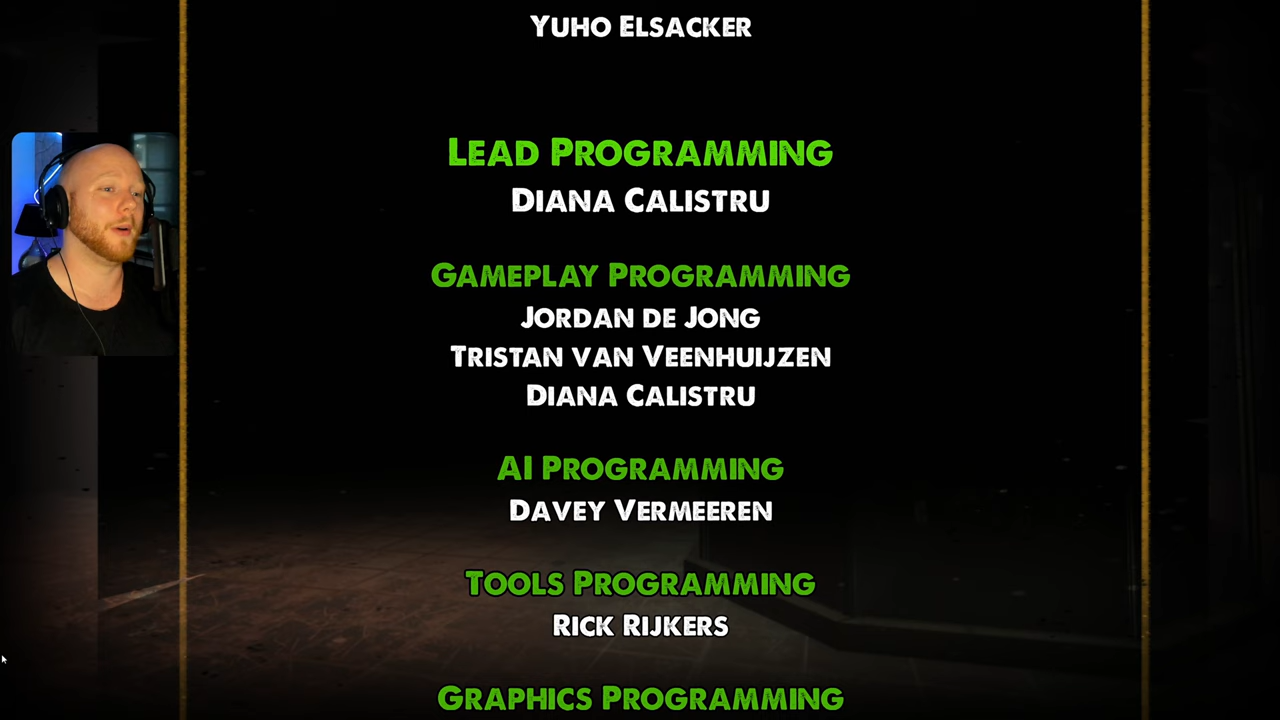 Yuho Elsacker
Lead Programming
Diana Calistru
Gameplay Programming
Jordan de Jong
Tristan van Veenhuijzen
Diana Calistru
AI Programming
Davey Vermeeren
Tools Programming
Rick Rijkers
Graphics Programming